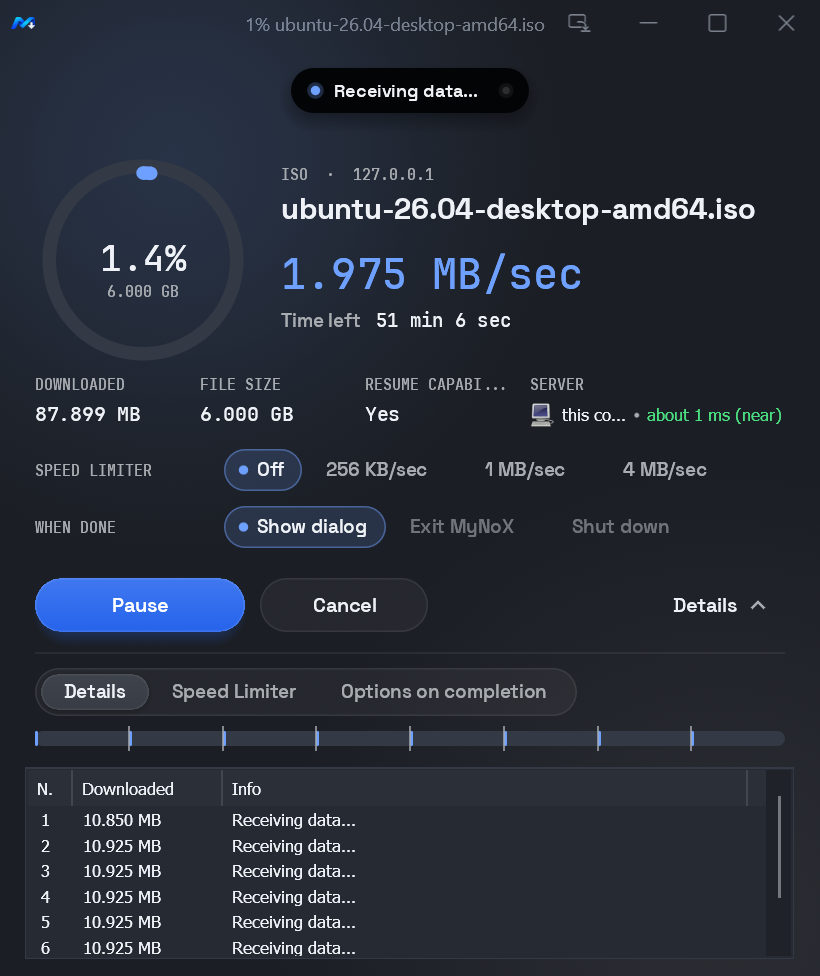 1% ubuntu-26.04-desktop-amd64.iso
Receiving data...
ISO · 127.0.0.1
ubuntu-26.04-desktop-amd64.iso
1.4%
6.000 GB
1.975 MB/sec
Time left 51 min 6 sec
DOWNLOADED FILE SIZE RESUME CAPABI... SERVER
87.899 MB 6.000 GB Yes this co... • about 1 ms (near)
SPEED LIMITER Off 256 KB/sec 1 MB/sec 4 MB/sec
WHEN DONE Show dialog Exit MyNoX Shut down
Pause Cancel Details
Details Speed Limiter Options on completion
N. Downloaded Info
1 10.850 MB Receiving data...
2 10.925 MB Receiving data...
3 10.925 MB Receiving data...
4 10.925 MB Receiving data...
5 10.925 MB Receiving data...
6 10.925 MB Receiving data...